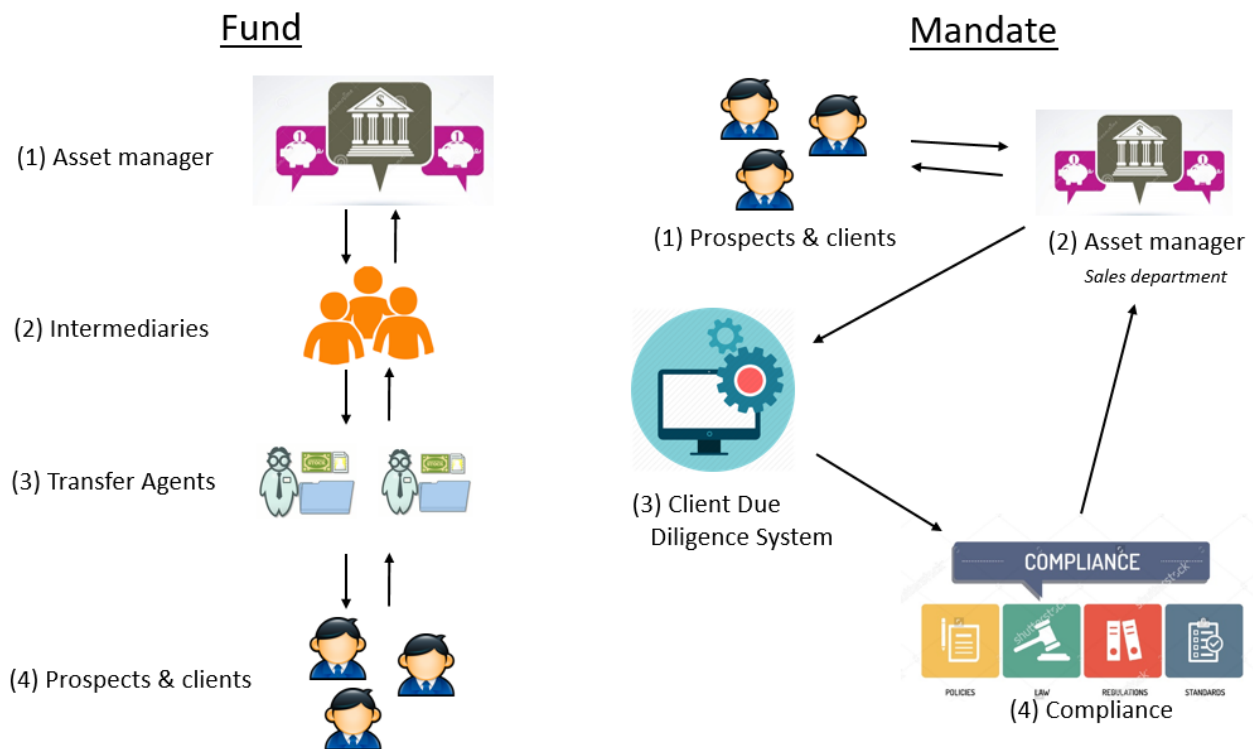 Fund
(1) Asset manager
(2) Intermediaries
(3) Transfer Agents
(4) Prospects & clients
Mandate
(1) Prospects & clients
(2) Asset manager
Sales department
(3) Client Due
Diligence System
COMPLIANCE
POLICIES
LAW
REGULATIONS
STANDARDS
(4) Compliance